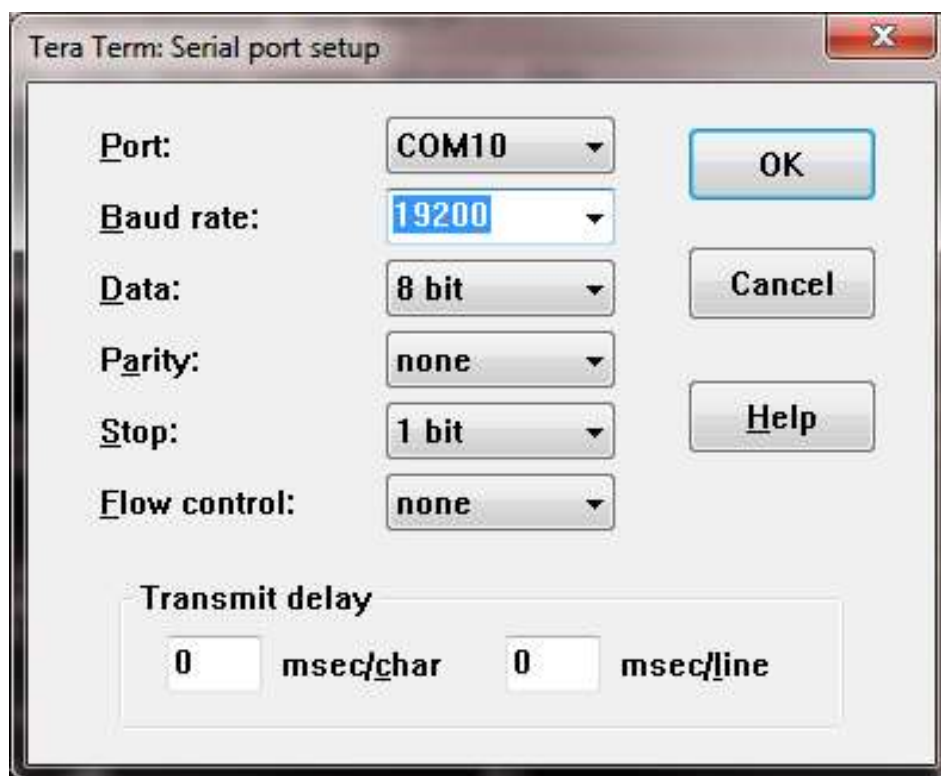 Tera Term: Serial port setup
Port: COM10
OK
Baud rate: 19200
Data: 8 bit
Cancel
Parity: none
Stop: 1 bit
Help
Flow control: none
Transmit delay
0 msec/char 0 msec/line